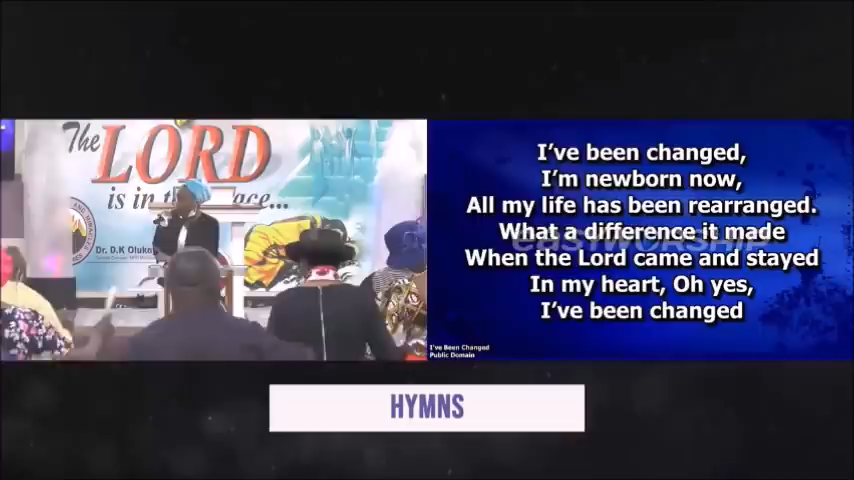 The LORD
is in
Dr. D.K Olukoya
I've been changed,
I'm newborn now,
All my life has been rearranged.
What a difference it made
When the Lord came and stayed
In my heart, Oh yes,
I've been changed
easyworship
I've Been Changed
Public Domain
HYMNS